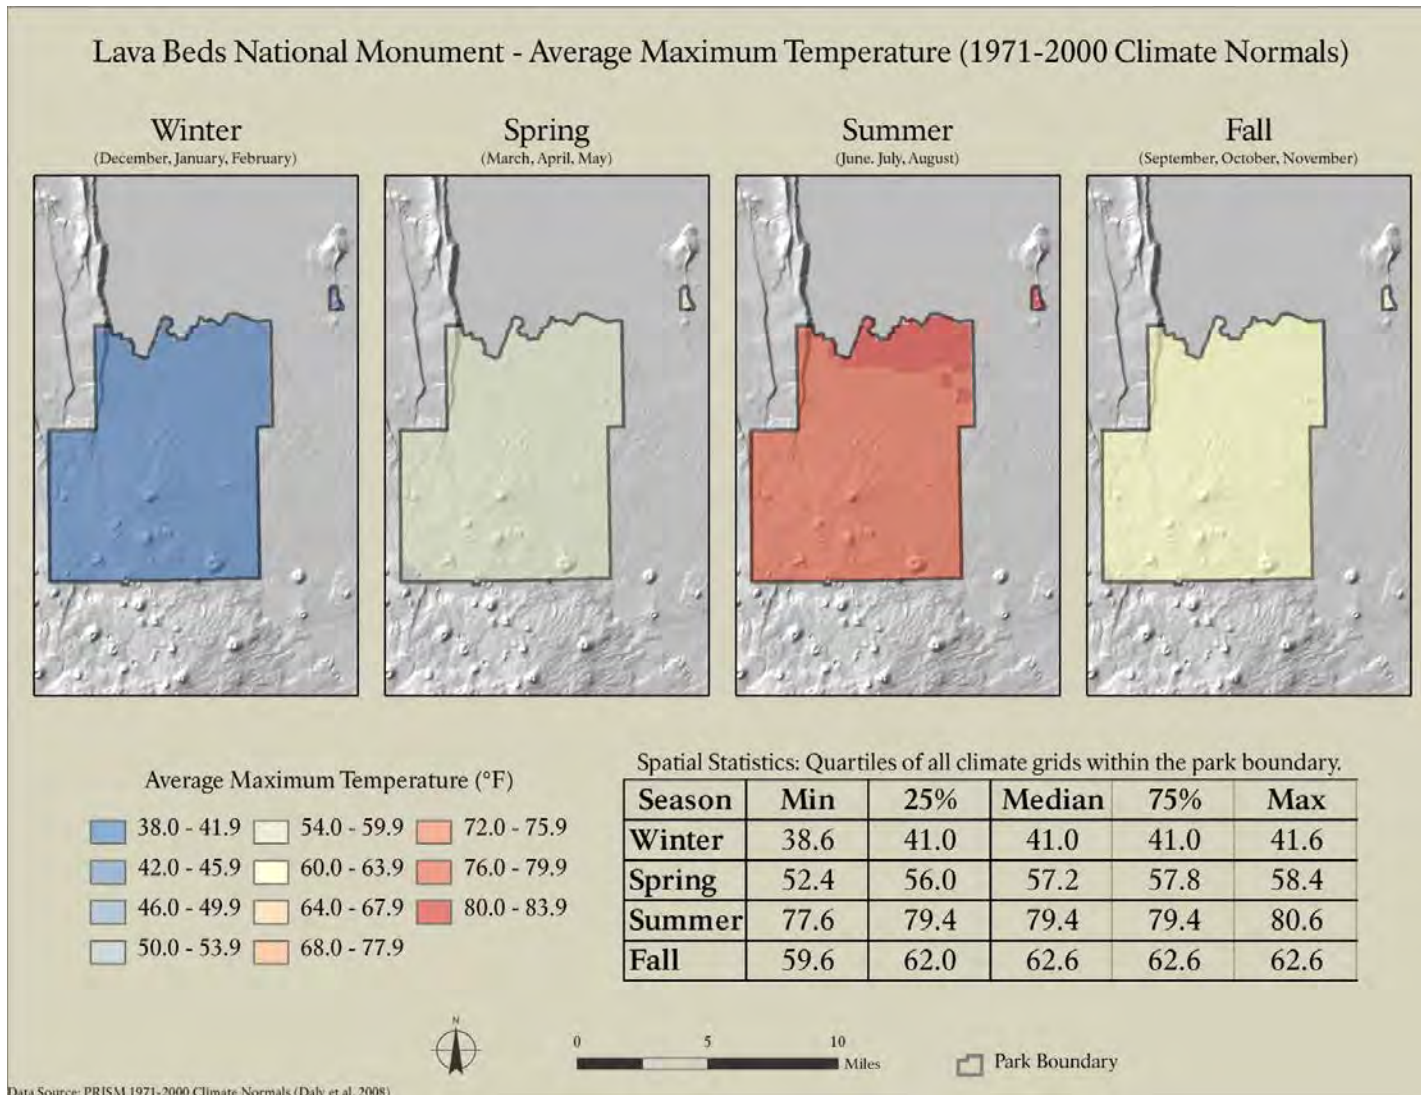 Lava Beds National Monument - Average Maximum Temperature (1971-2000 Climate Normals)
Winter
(December, January, February)
Spring
(March, April, May)
Summer
(June. July, August)
Fall
(September, October, November)
Average Maximum Temperature (°F)
38.0 - 41.9
42.0 - 45.9
46.0 - 49.9
50.0 - 53.9
54.0 - 59.9
60.0 - 63.9
64.0 - 67.9
68.0 - 77.9
72.0 - 75.9
76.0 - 79.9
80.0 - 83.9
Spatial Statistics: Quartiles of all climate grids within the park boundary.
Season Min 25% Median 75% Max
Winter 38.6 41.0 41.0 41.0 41.6
Spring 52.4 56.0 57.2 57.8 58.4
Summer 77.6 79.4 79.4 79.4 80.6
Fall 59.6 62.0 62.6 62.6 62.6
N
0 5 10
Miles
Park Boundary
Data Source: PRISM 1971-2000 Climate Normals (Daly et al. 2008)